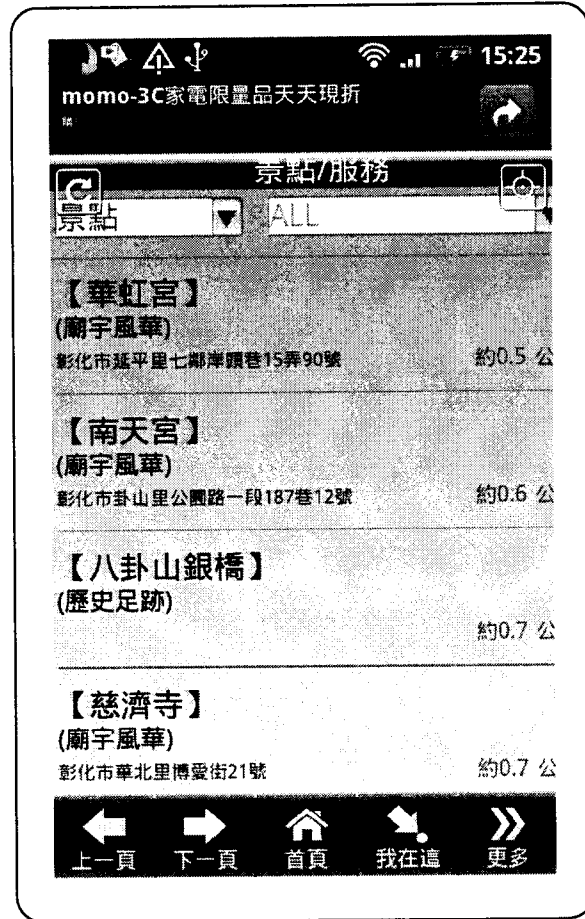 15:25
momo-3C家電限量品天天現折
購
景點/服務
景點 ALL
【華虹宮】
(廟宇風華)
彰化市延平里七鄰岸頭巷15弄90號 約0.5 公
【南天宮】
(廟宇風華)
彰化市卦山里公園路一段187巷12號 約0.6 公
【八卦山銀橋】
(歷史足跡)
約0.7 公
【慈濟寺】
(廟宇風華)
彰化市華北里博愛街21號 約0.7 公
上一頁 下一頁 首頁 我在這 更多